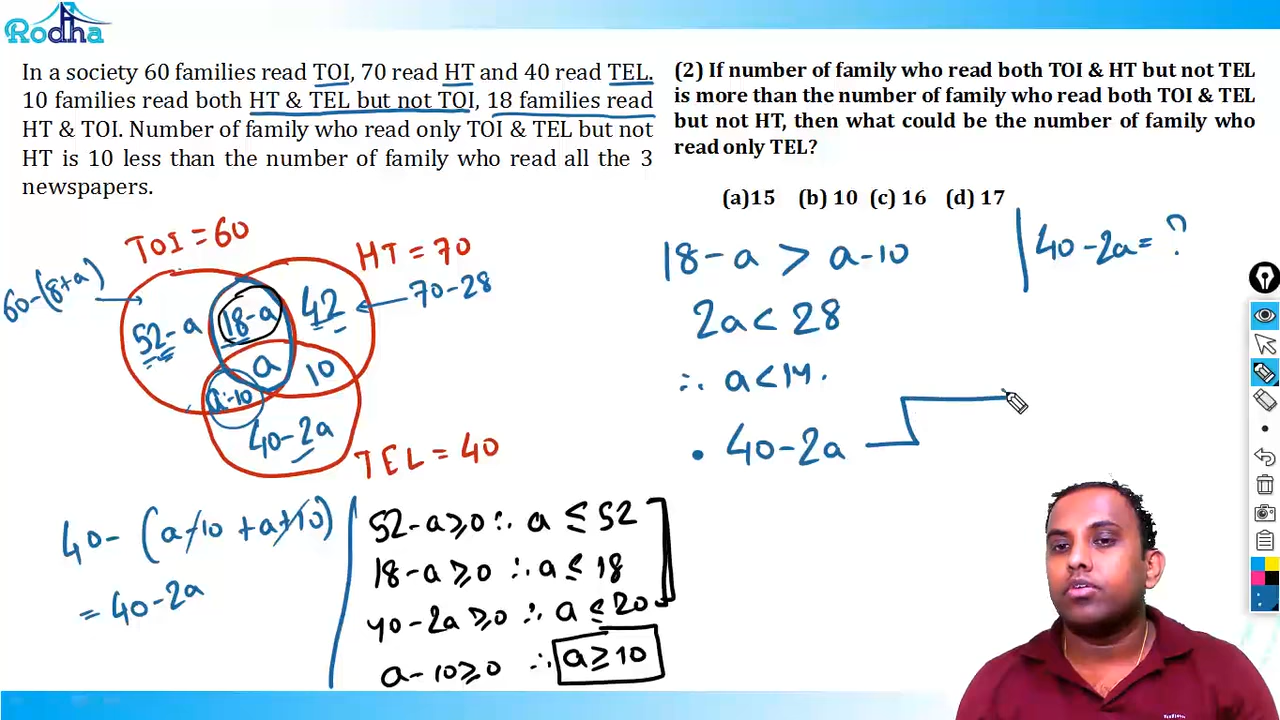 Rodha
In a society 60 families read TOI, 70 read HT and 40 read TEL.
10 families read both HT & TEL but not TOI, 18 families read
HT & TOI. Number of family who read only TOI & TEL but not
HT is 10 less than the number of family who read all the 3
newspapers.
(2) If number of family who read both TOI & HT but not TEL
is more than the number of family who read both TOI & TEL
but not HT, then what could be the number of family who
read only TEL?
(a)15 (b) 10 (c) 16 (d) 17
TOI = 60
HT = 70
60-(8+a)
52-a
18-a
42
70-28
a
10
a-10
40-2a
TEL = 40
40- (a-10 +a+10)
= 40-2a
52-a≥0 ∴ a ≤ 52
18-a ≥0 ∴ a ≤ 18
40-2a ≥0 ∴ a ≤ 20
a-10≥0 ∴ a≥10
18-a > a-10
2a < 28
∴ a<14.
• 40-2a
40-2a = ?